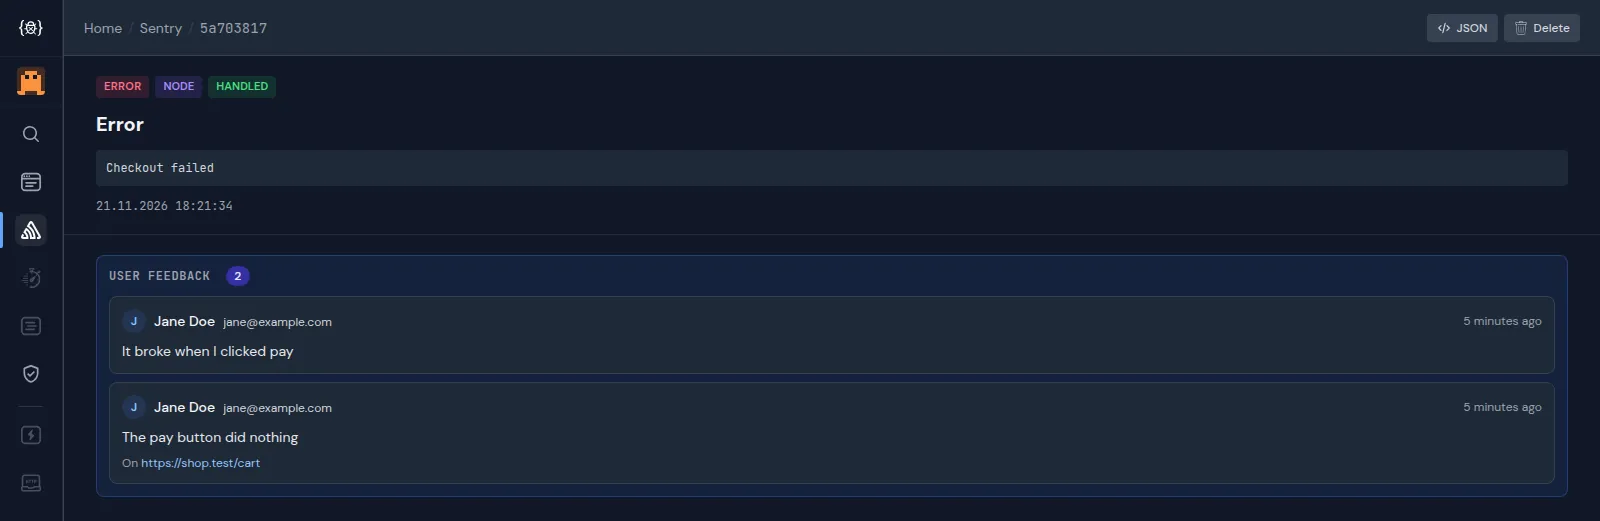 Home / Sentry / 5a703817
JSON
Delete
ERROR NODE HANDLED
Error
Checkout failed
21.11.2026 18:21:34
USER FEEDBACK 2
J Jane Doe jane@example.com 5 minutes ago
It broke when I clicked pay
J Jane Doe jane@example.com 5 minutes ago
The pay button did nothing
On https://shop.test/cart